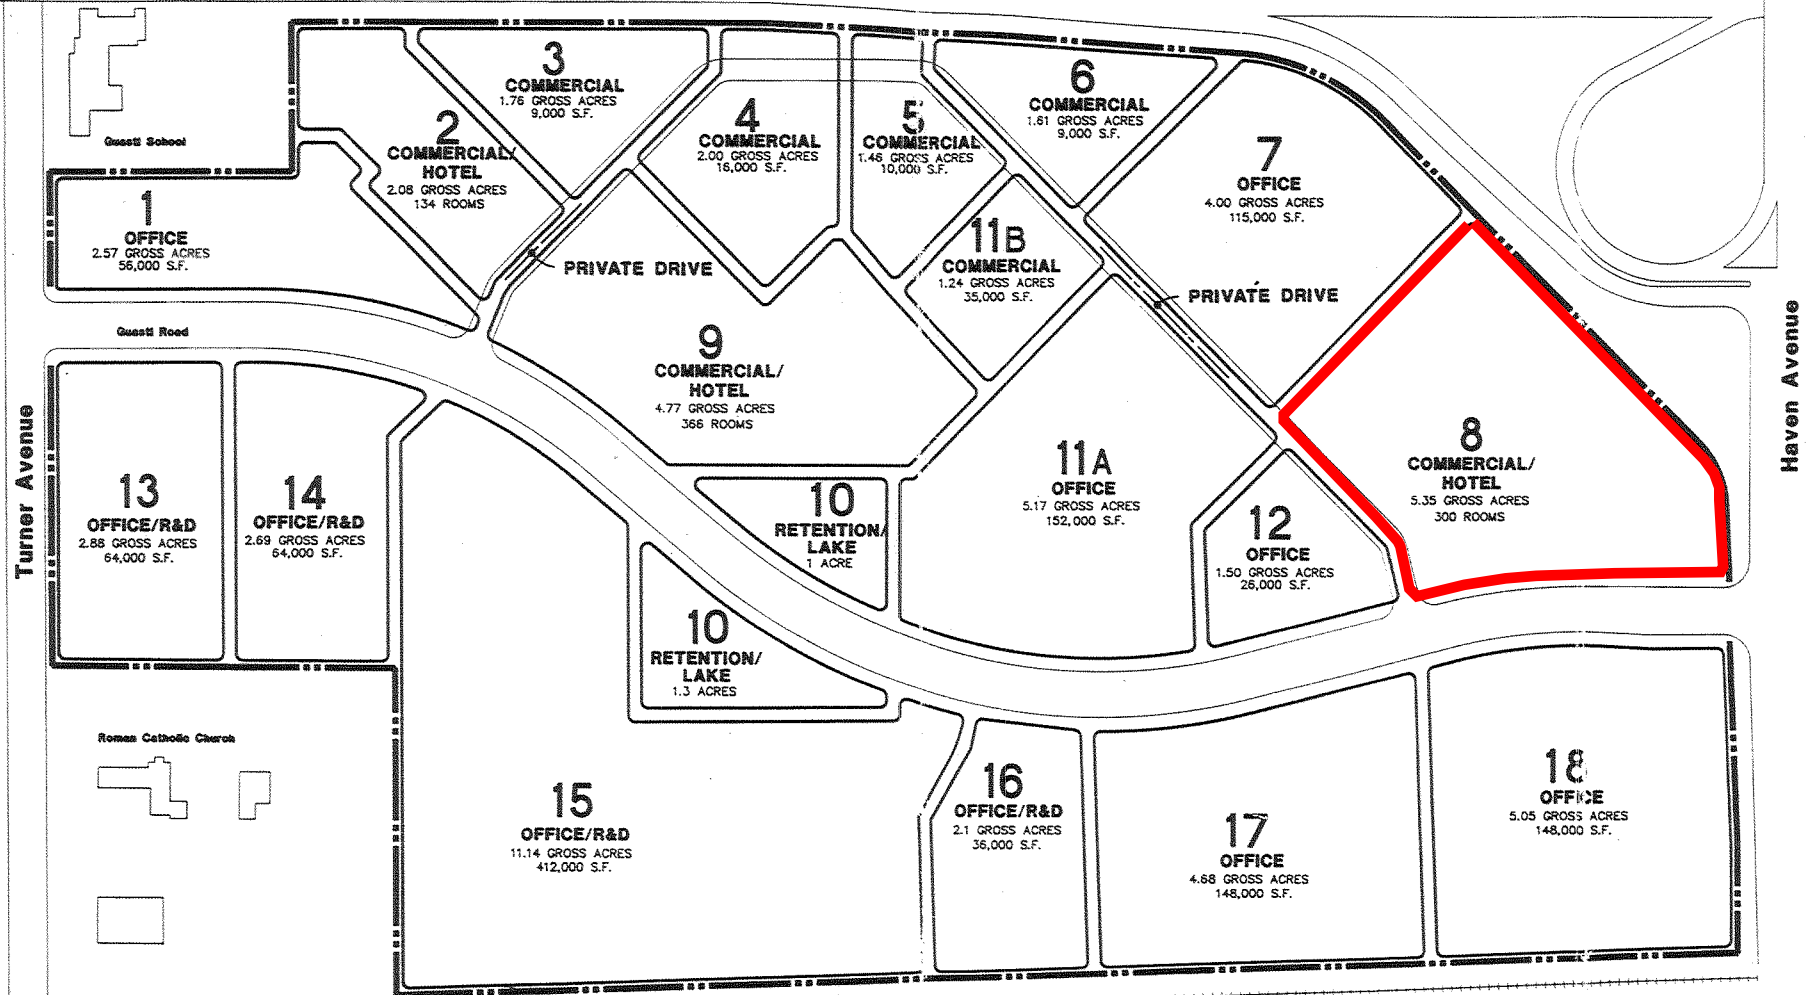 Guasti School
1
OFFICE
2.57 GROSS ACRES
56,000 S.F.
2
COMMERCIAL/
HOTEL
2.08 GROSS ACRES
134 ROOMS
3
COMMERCIAL
1.76 GROSS ACRES
9,000 S.F.
4
COMMERCIAL
2.00 GROSS ACRES
16,000 S.F.
5
COMMERCIAL
1.46 GROSS ACRES
10,000 S.F.
6
COMMERCIAL
1.61 GROSS ACRES
9,000 S.F.
7
OFFICE
4.00 GROSS ACRES
115,000 S.F.
11B
COMMERCIAL
1.24 GROSS ACRES
35,000 S.F.
PRIVATE DRIVE
PRIVATE DRIVE
Guasti Road
9
COMMERCIAL/
HOTEL
4.77 GROSS ACRES
366 ROOMS
8
COMMERCIAL/
HOTEL
5.35 GROSS ACRES
300 ROOMS
Haven Avenue
Turner Avenue
13
OFFICE/R&D
2.88 GROSS ACRES
64,000 S.F.
14
OFFICE/R&D
2.69 GROSS ACRES
64,000 S.F.
10
RETENTION/
LAKE
1 ACRE
11A
OFFICE
5.17 GROSS ACRES
152,000 S.F.
12
OFFICE
1.50 GROSS ACRES
26,000 S.F.
10
RETENTION/
LAKE
1.3 ACRES
Roman Catholic Church
15
OFFICE/R&D
11.14 GROSS ACRES
412,000 S.F.
16
OFFICE/R&D
2.1 GROSS ACRES
36,000 S.F.
17
OFFICE
4.68 GROSS ACRES
148,000 S.F.
18
OFFICE
5.05 GROSS ACRES
148,000 S.F.